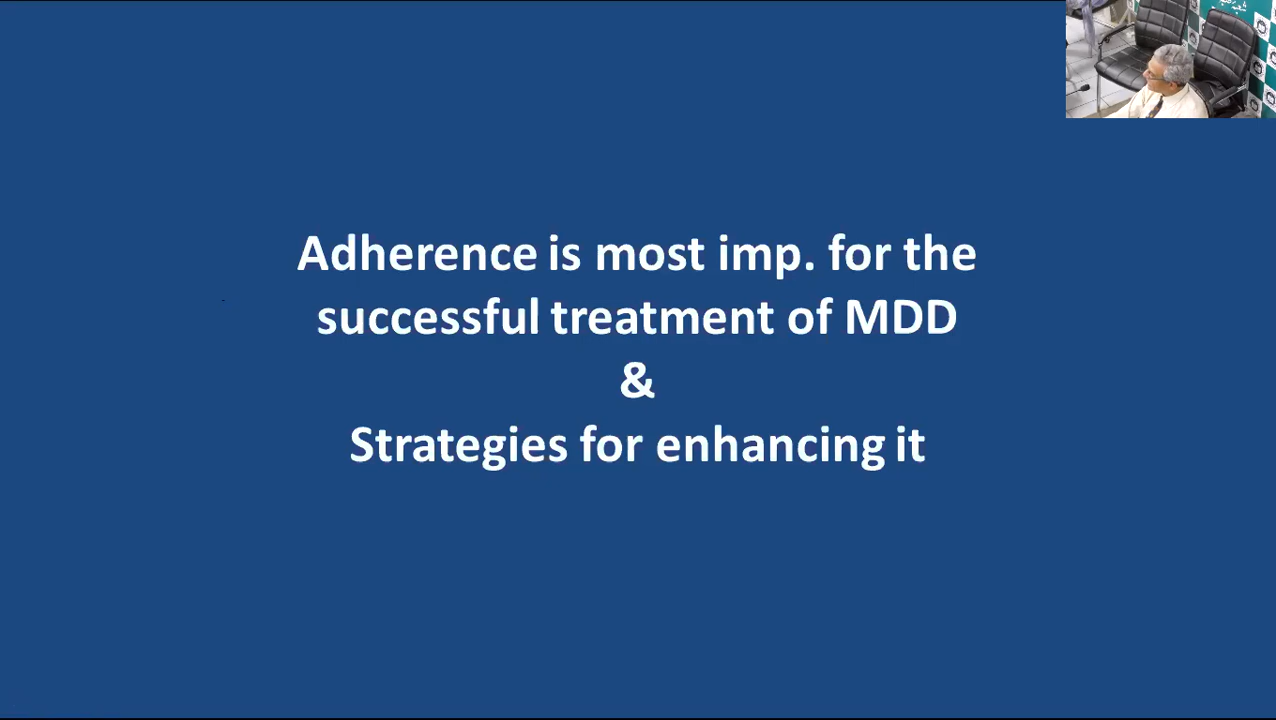 Adherence is most imp. for the
successful treatment of MDD
&
Strategies for enhancing it